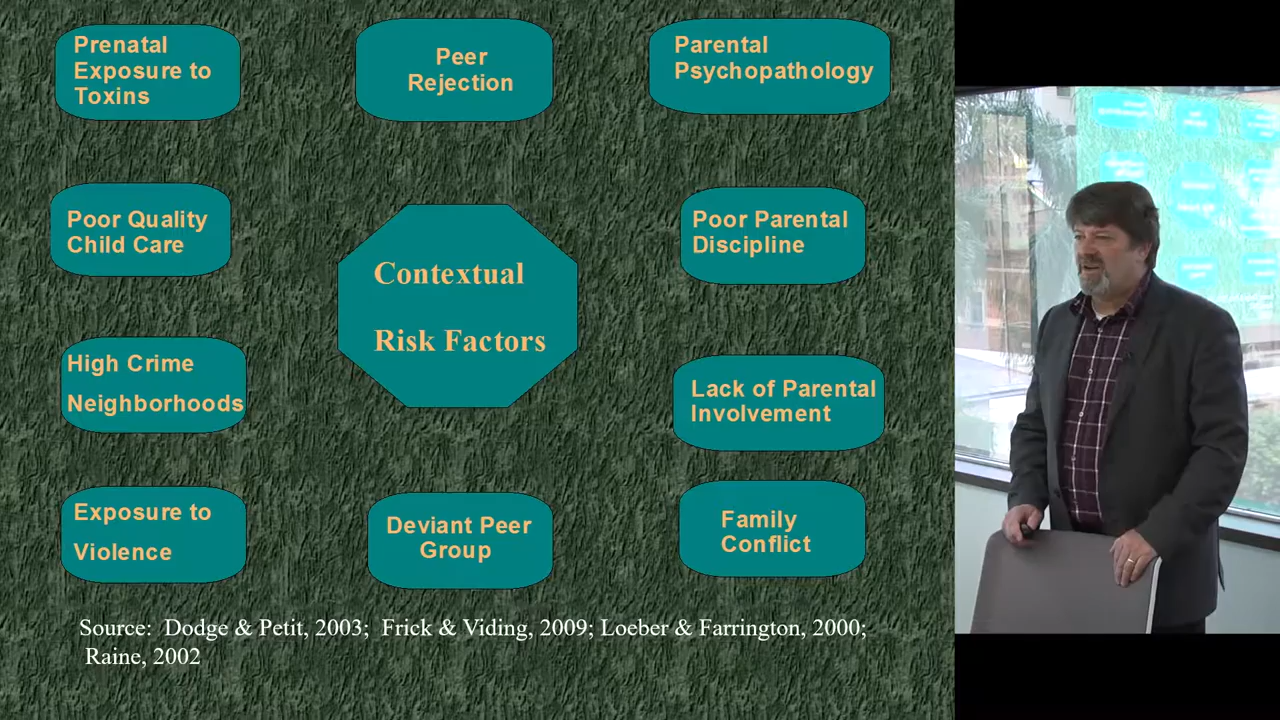 Prenatal
Exposure to
Toxins
Peer
Rejection
Parental
Psychopathology
Poor Quality
Child Care
Contextual
Risk Factors
Poor Parental
Discipline
High Crime
Neighborhoods
Lack of Parental
Involvement
Exposure to
Violence
Deviant Peer
Group
Family
Conflict
Source:  Dodge & Petit, 2003;  Frick & Viding, 2009; Loeber & Farrington, 2000;
Raine, 2002